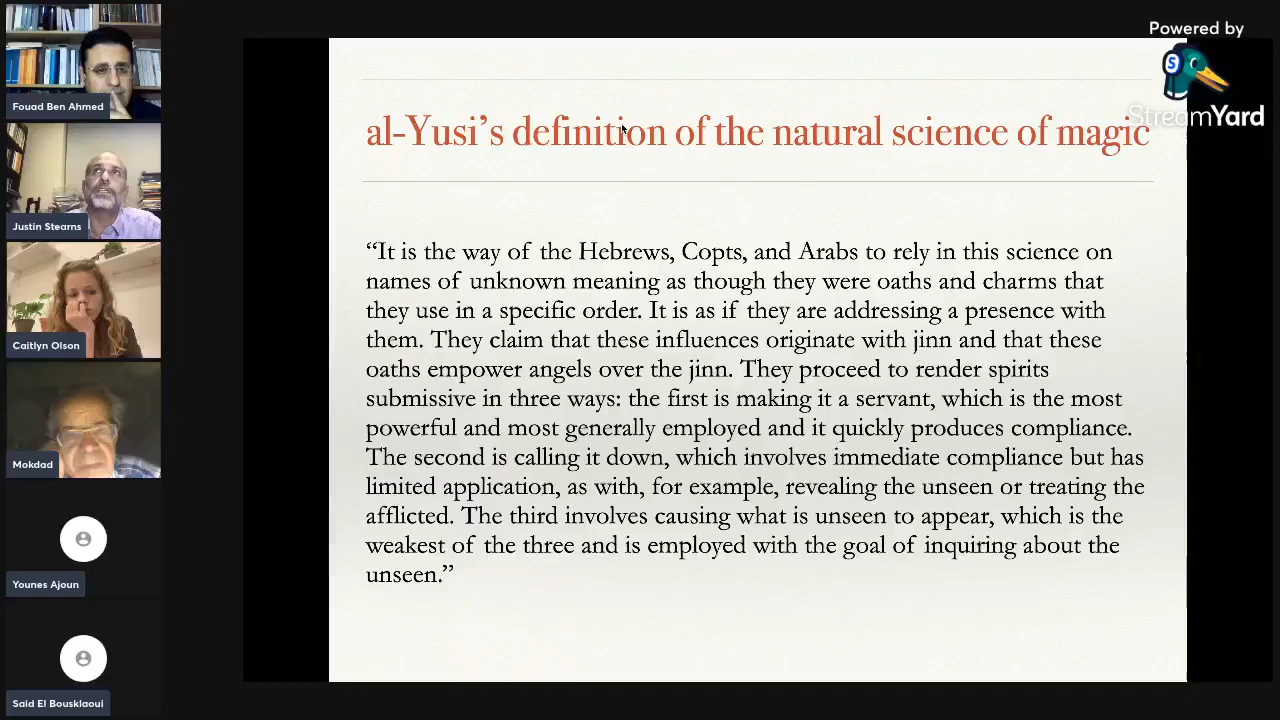 Powered by
StreamYard
Fouad Ben Ahmed
Justin Stearns
Caitlyn Olson
Mokdad
Younes Ajoun
Said El Bousklaoui
al-Yusi’s definition of the natural science of magic
“It is the way of the Hebrews, Copts, and Arabs to rely in this science on
names of unknown meaning as though they were oaths and charms that
they use in a specific order. It is as if they are addressing a presence with
them. They claim that these influences originate with jinn and that these
oaths empower angels over the jinn. They proceed to render spirits
submissive in three ways: the first is making it a servant, which is the most
powerful and most generally employed and it quickly produces compliance.
The second is calling it down, which involves immediate compliance but has
limited application, as with, for example, revealing the unseen or treating the
afflicted. The third involves causing what is unseen to appear, which is the
weakest of the three and is employed with the goal of inquiring about the
unseen.”